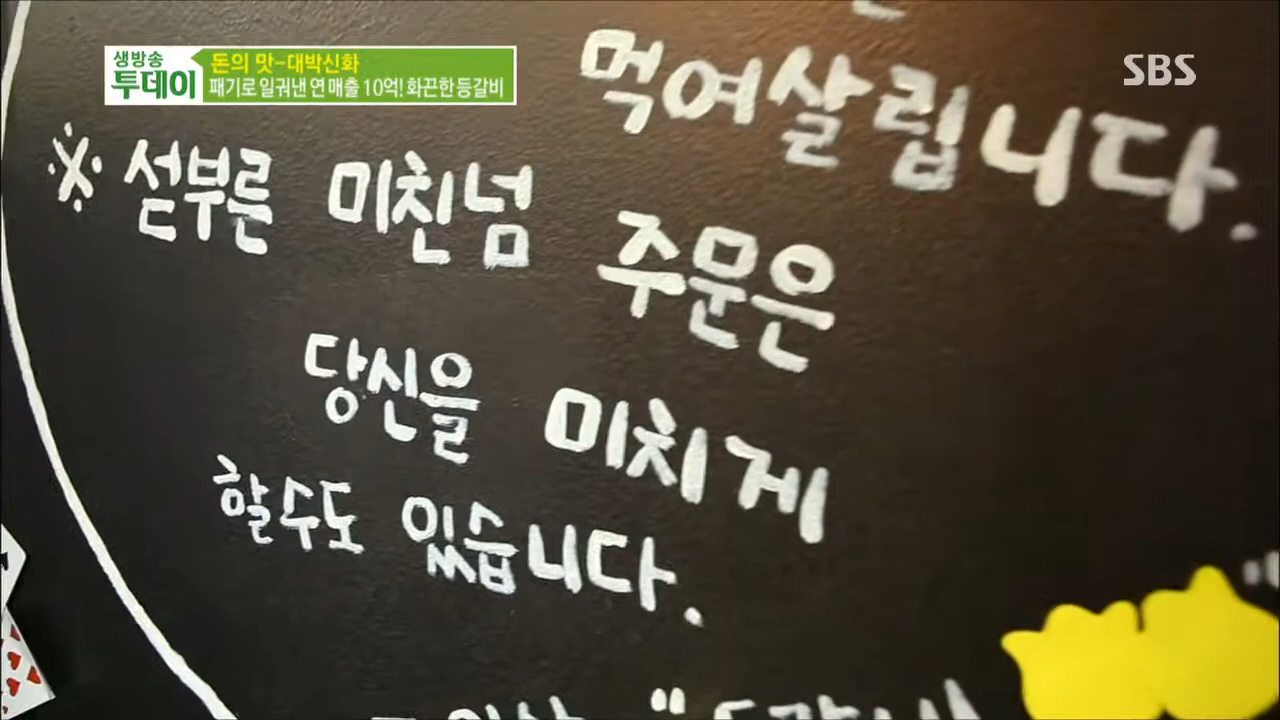 생방송 투데이
돈의 맛-대박신화
패기로 일궈낸 연 매출 10억! 화끈한 등갈비
SBS
먹여살립니다.
※ 섣부른 미친넘 주문은
당신을 미치게
할수도 있습니다.